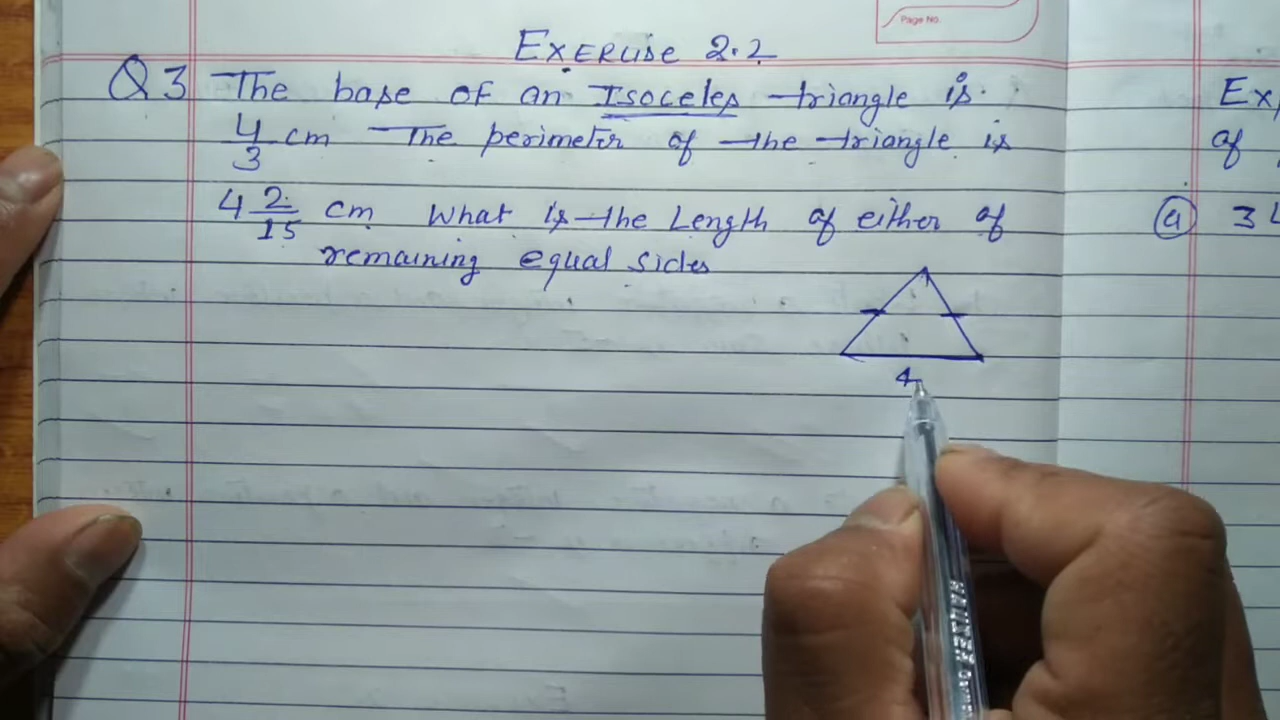 Page No.
EXERCISE 2.2
Q3 The base of an Isoceles triangle is.
4/3 cm The perimeter of the triangle is
4 2/15 cm What is the Length of either of
remaining equal sides
4
Ex
of
(a) 3